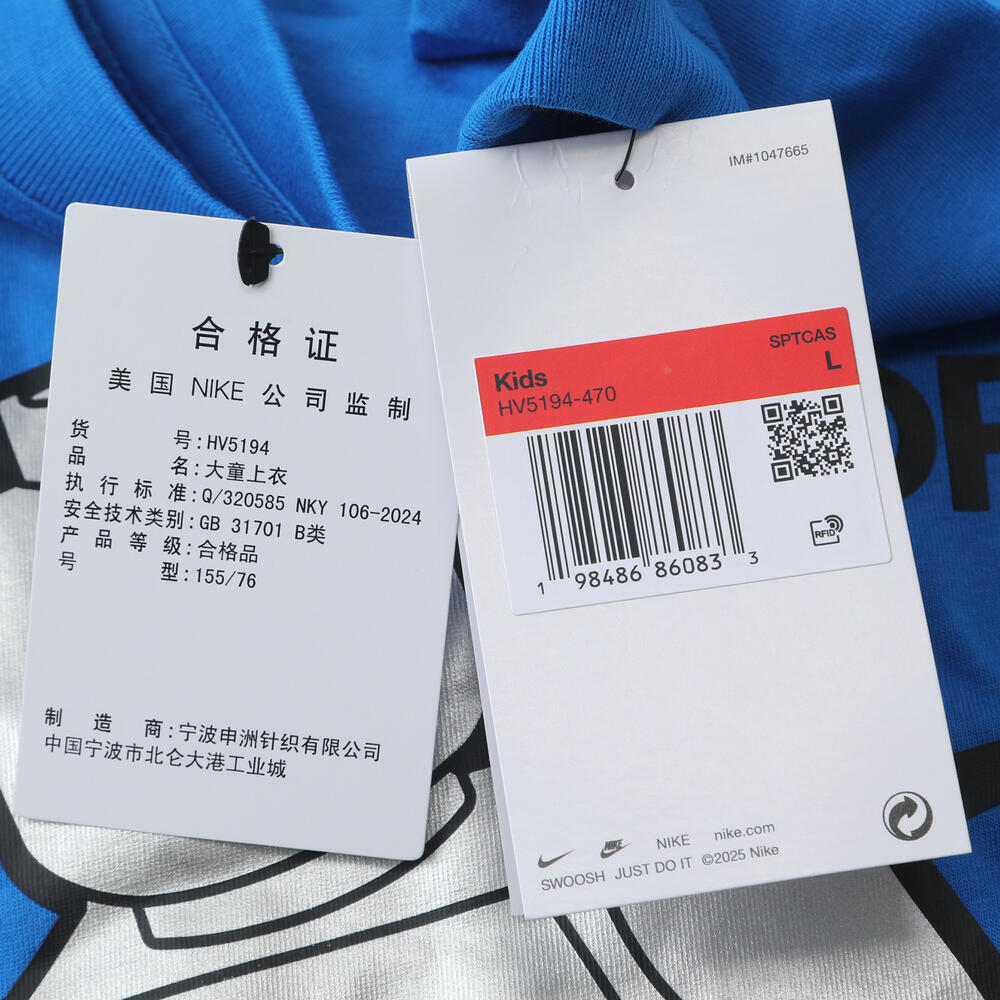 合格证
美国 NIKE 公司监制
货 号:HV5194
品 名:大童上衣
执行标准:Q/320585 NKY 106-2024
安全技术类别:GB 31701 B类
产品等级:合格品
号 型:155/76
制造商:宁波申洲针织有限公司
中国宁波市北仑大港工业城
IM#1047665
SPTCAS
Kids L
HV5194-470
1 98486 86083 3
RFID
NIKE NIKE nike.com
SWOOSH JUST DO IT ©2025 Nike